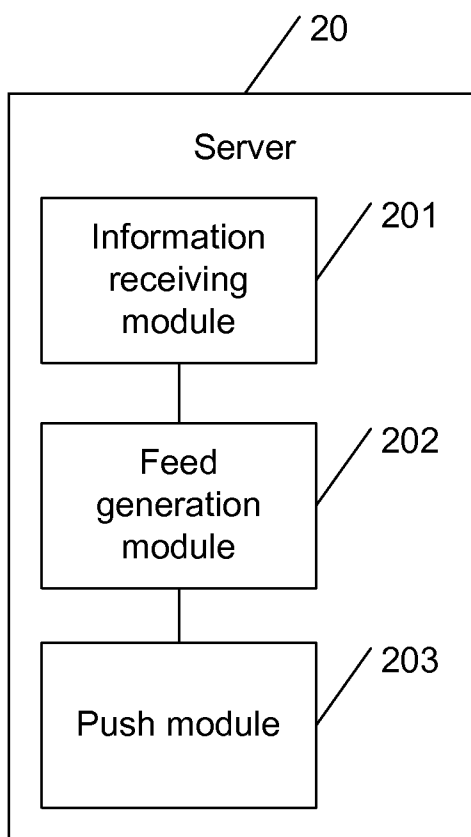 20
Server
Information
receiving
module
201
Feed
generation
module
202
Push module
203